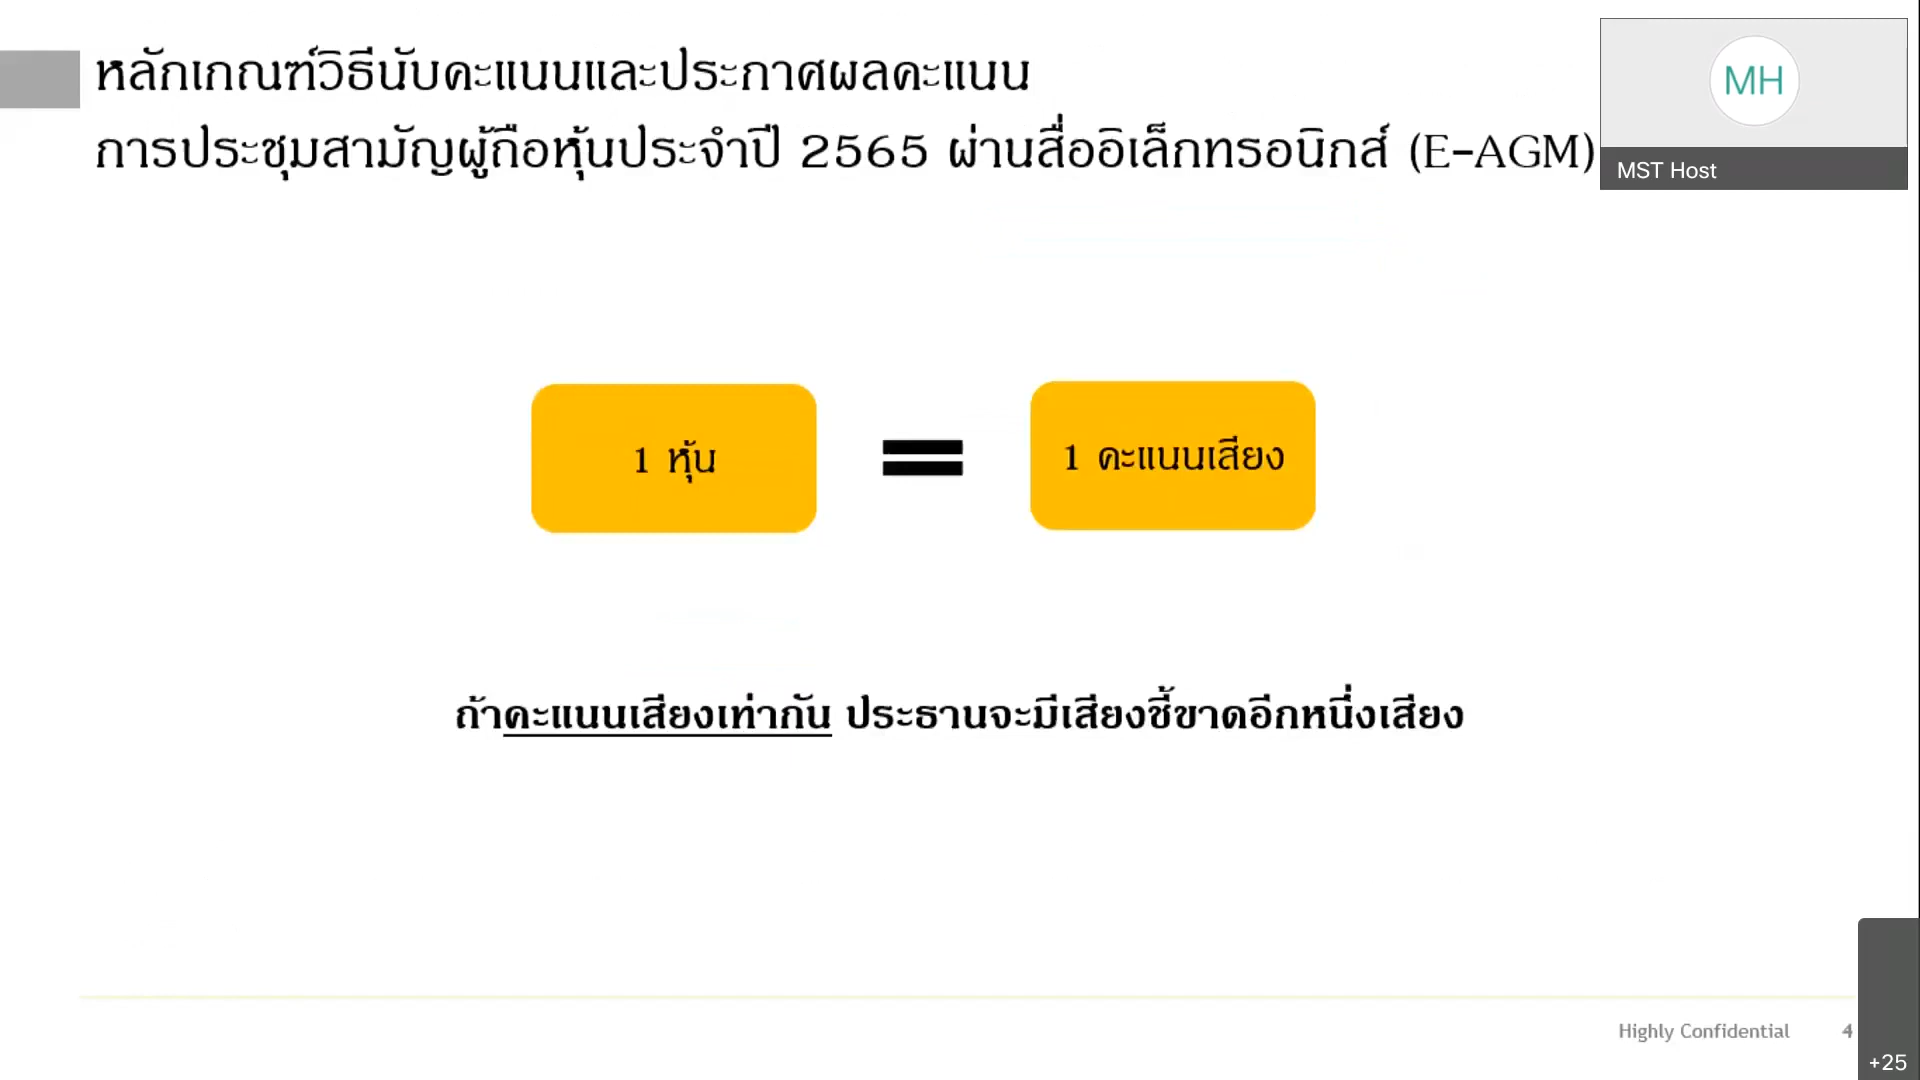 หลักเกณฑ์วิธีนับคะแนนและประกาศผลคะแนน
การประชุมสามัญผู้ถือหุ้นประจำปี 2565 ผ่านสื่ออิเล็กทรอนิกส์ (E-AGM)
MH
MST Host
1 หุ้น
=
1 คะแนนเสียง
ถ้าคะแนนเสียงเท่ากัน ประธานจะมีเสียงชี้ขาดอีกหนึ่งเสียง
Highly Confidential 4
+25